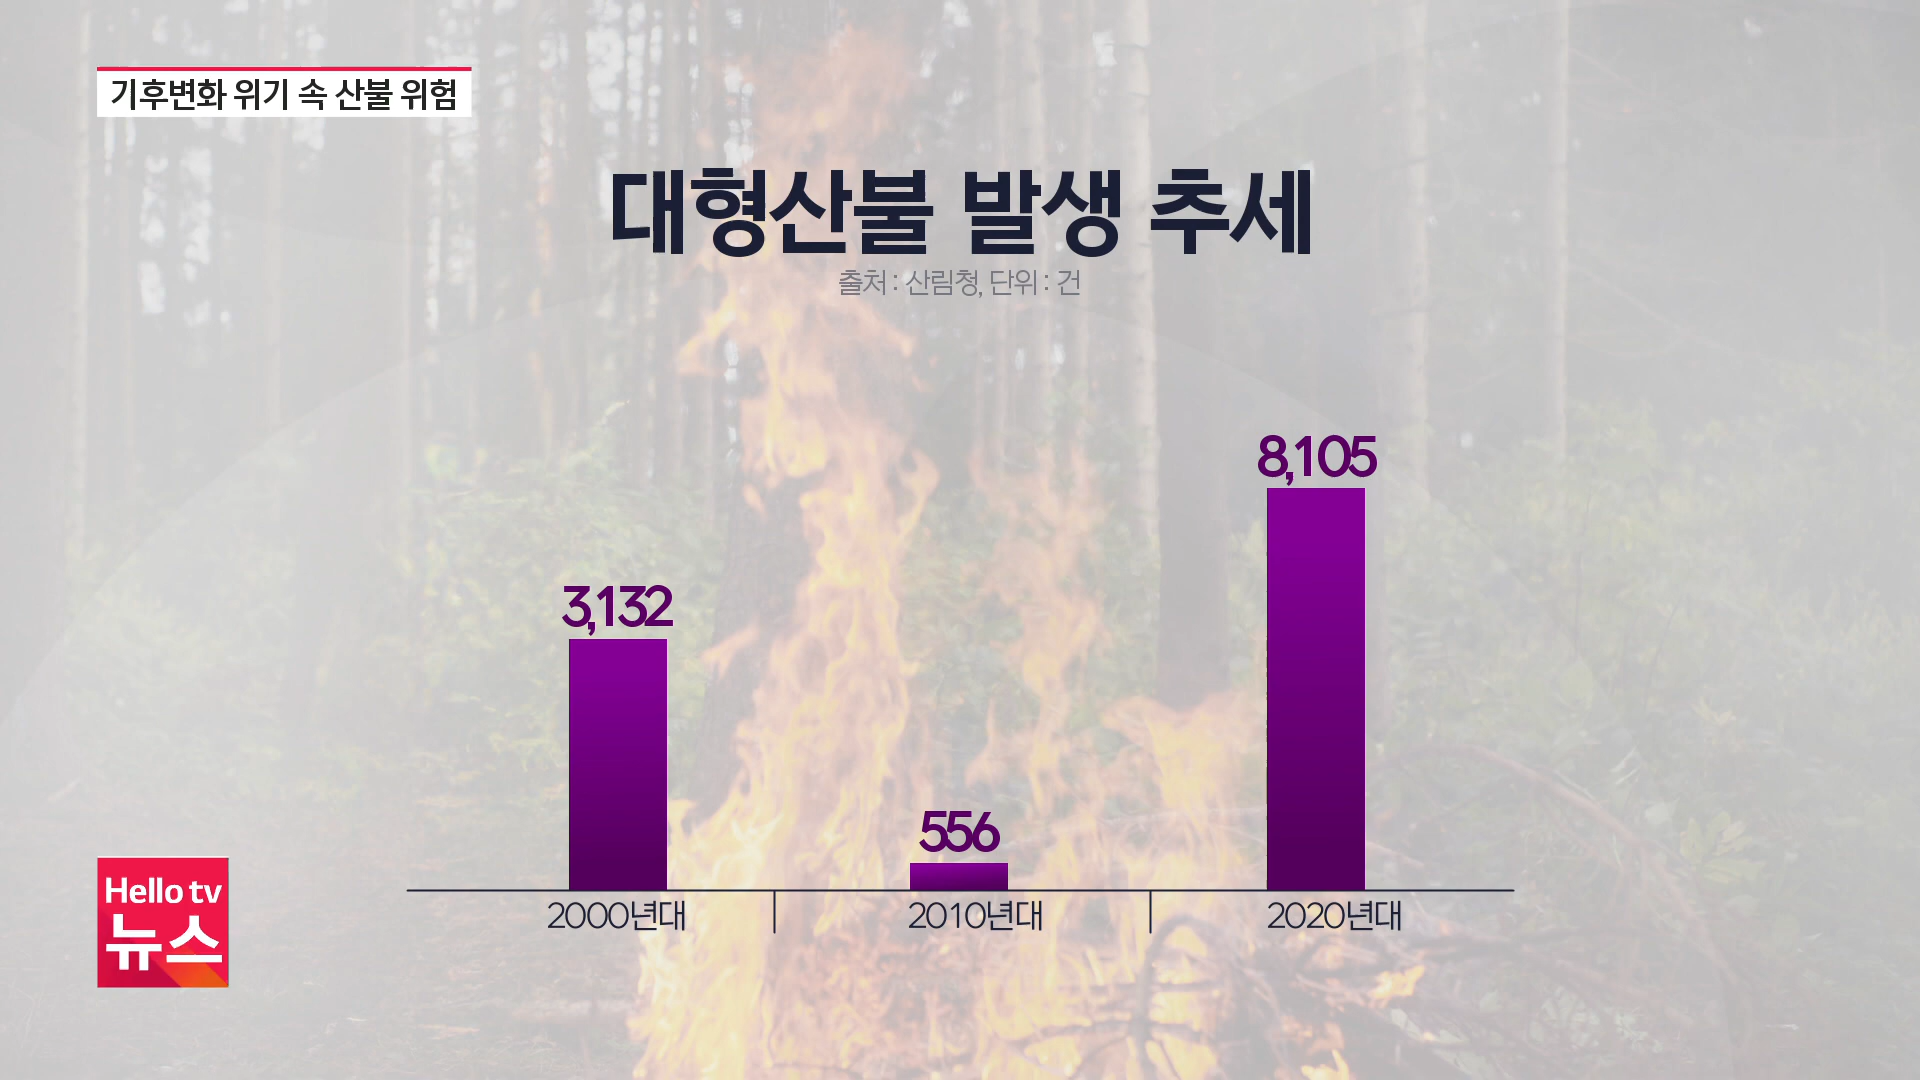 기후변화 위기 속 산불 위험
대형산불 발생 추세
출처 : 산림청, 단위 : 건
3,132
556
8,105
2000년대
2010년대
2020년대
Hello tv
뉴스